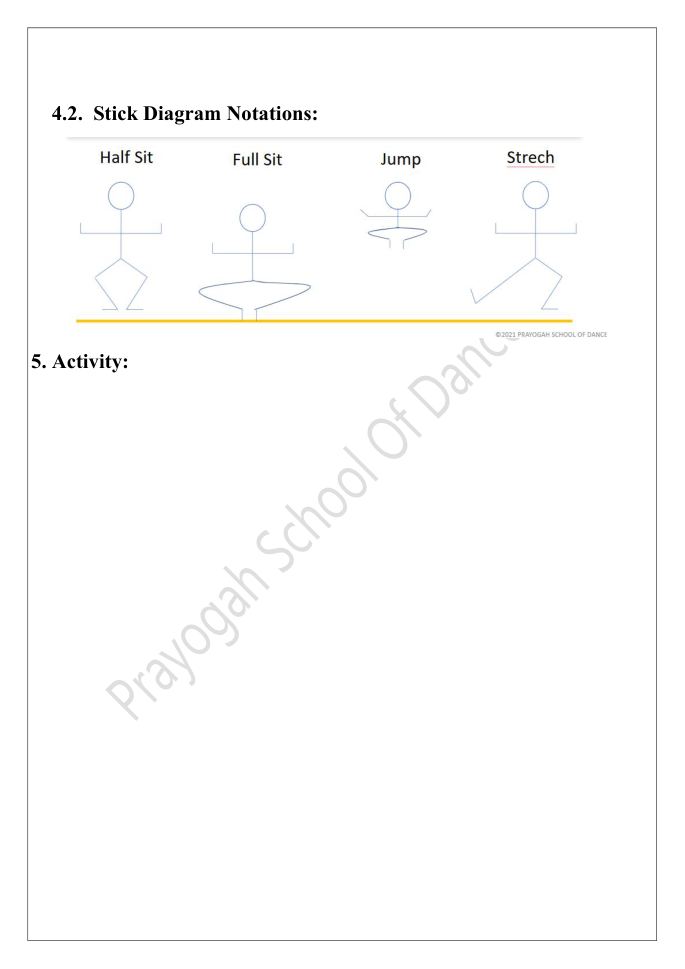 4.2. Stick Diagram Notations:
Half Sit Full Sit Jump Strech
©2021 PRAYOGAH SCHOOL OF DANCE
5. Activity:
Prayogah School Of Dance